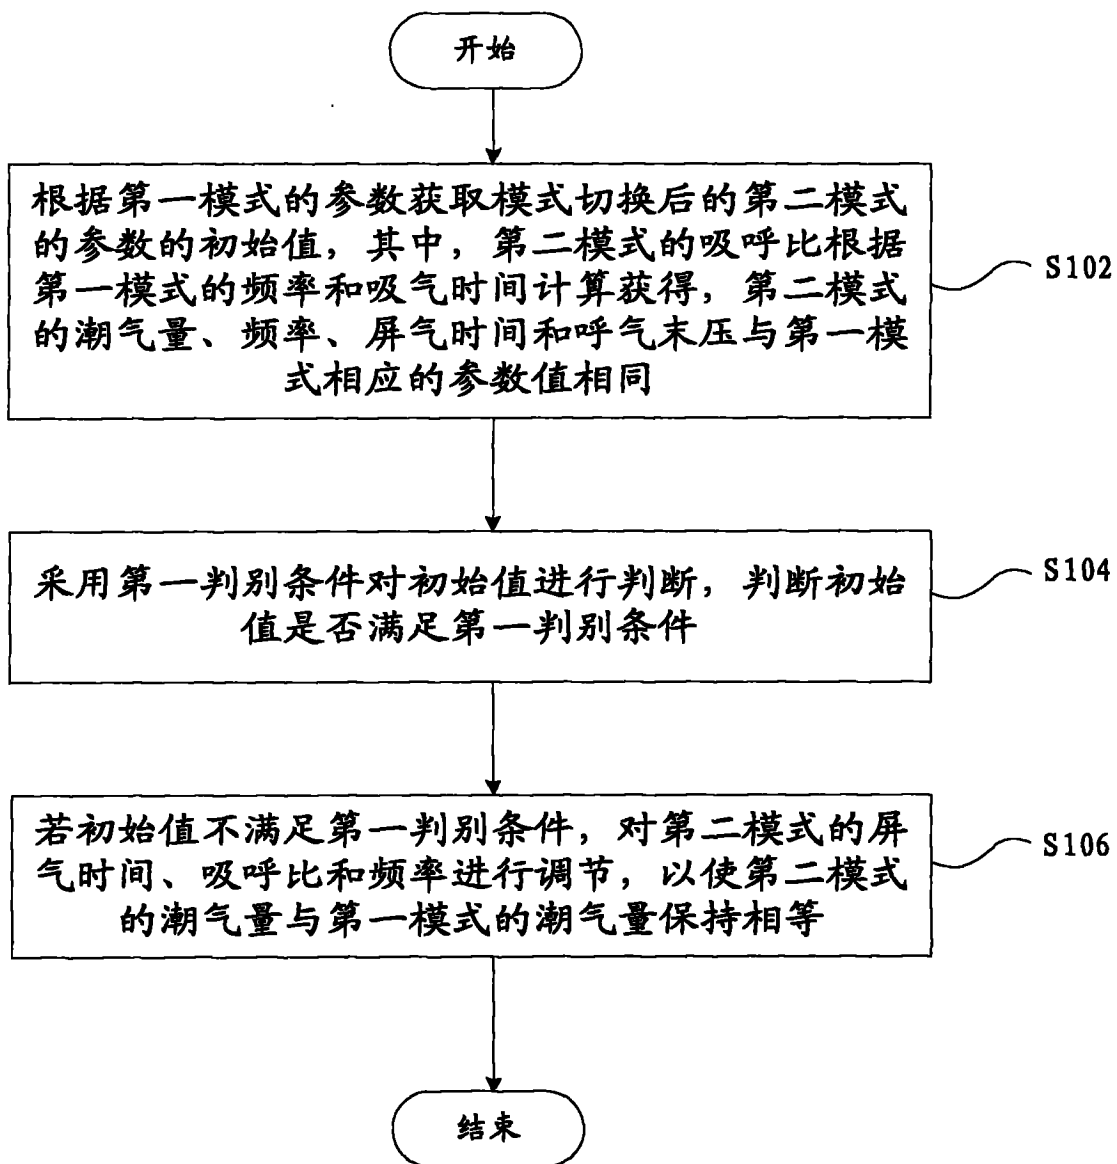 开始
根据第一模式的参数获取模式切换后的第二模式
的参数的初始值，其中，第二模式的吸呼比根据
第一模式的频率和吸气时间计算获得，第二模式
的潮气量、频率、屏气时间和呼气末压与第一模
式相应的参数值相同
S102
采用第一判别条件对初始值进行判断，判断初始
值是否满足第一判别条件
S104
若初始值不满足第一判别条件，对第二模式的屏
气时间、吸呼比和频率进行调节，以使第二模式
的潮气量与第一模式的潮气量保持相等
S106
结束